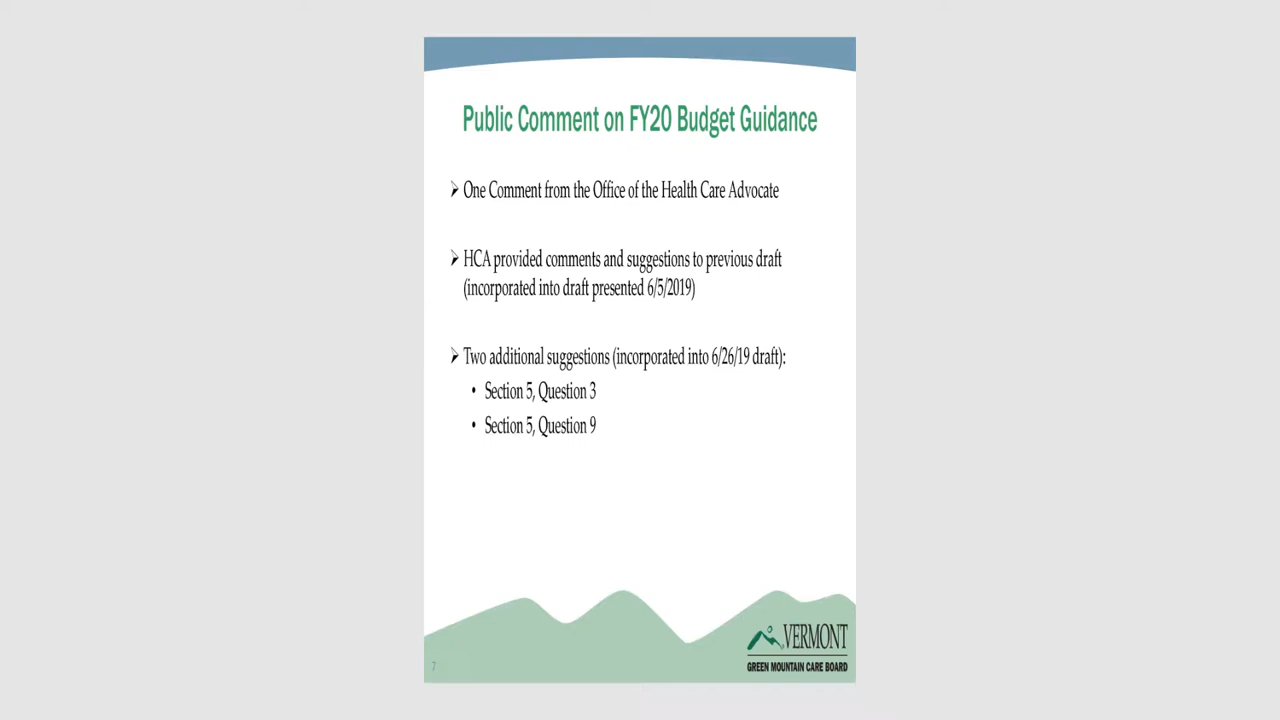 Public Comment on FY20 Budget Guidance
➢ One Comment from the Office of the Health Care Advocate
➢ HCA provided comments and suggestions to previous draft
(incorporated into draft presented 6/5/2019)
➢ Two additional suggestions (incorporated into 6/26/19 draft):
• Section 5, Question 3
• Section 5, Question 9
VERMONT
GREEN MOUNTAIN CARE BOARD
7